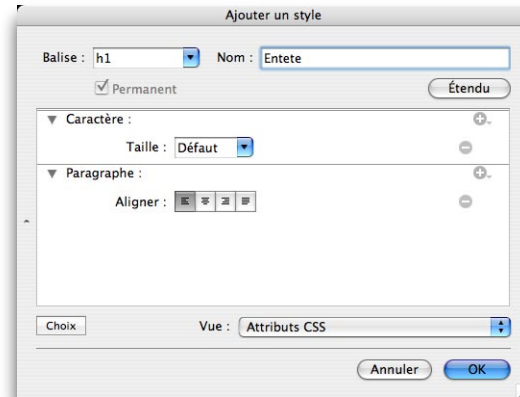 Ajouter un style
Balise : h1 Nom : Entete
Permanent Étendu
Caractère :
Taille : Défaut
Paragraphe :
Aligner :
Choix Vue : Attributs CSS
Annuler OK